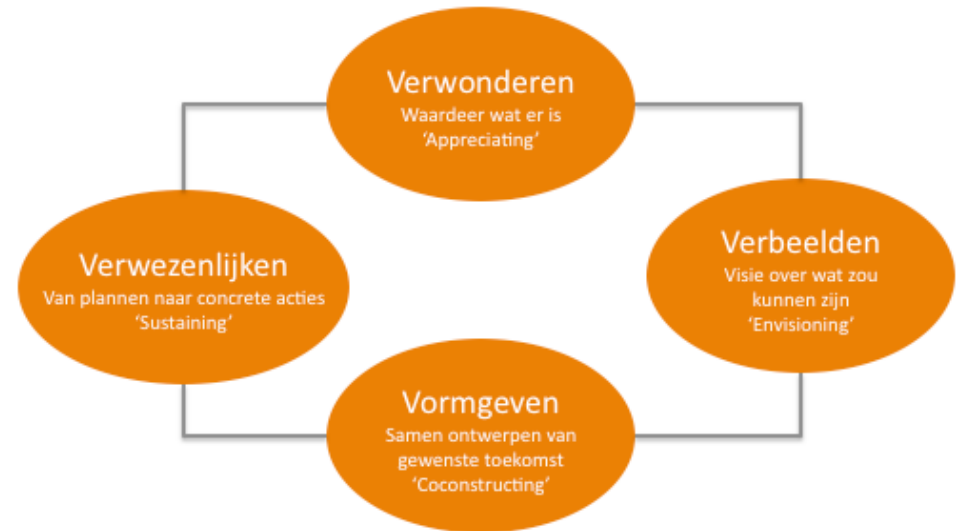 Verwonderen
Waardeer wat er is
‘Appreciating’
Verbeelden
Visie over wat zou
kunnen zijn
‘Envisioning’
Vormgeven
Samen ontwerpen van
gewenste toekomst
‘Coconstructing’
Verwezenlijken
Van plannen naar concrete acties
‘Sustaining’